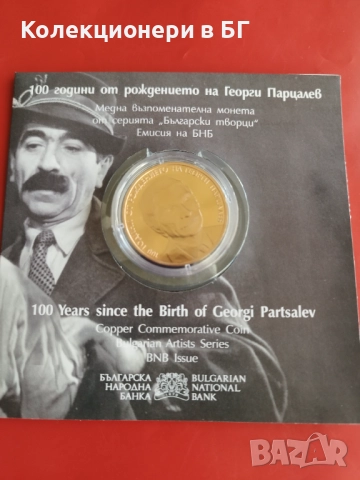 Колекционери в БГ
100 години от рождението на Георги Парцалев
Медна възпоменателна монета
от серията „Български творци“
Емисия на БНБ
100 Years since the Birth of Georgi Partsalev
Copper Commemorative Coin
Bulgarian Artists Series
BNB Issue
БЪЛГАРСКА НАРОДНА БАНКА
BULGARIAN NATIONAL BANK
BAZAR